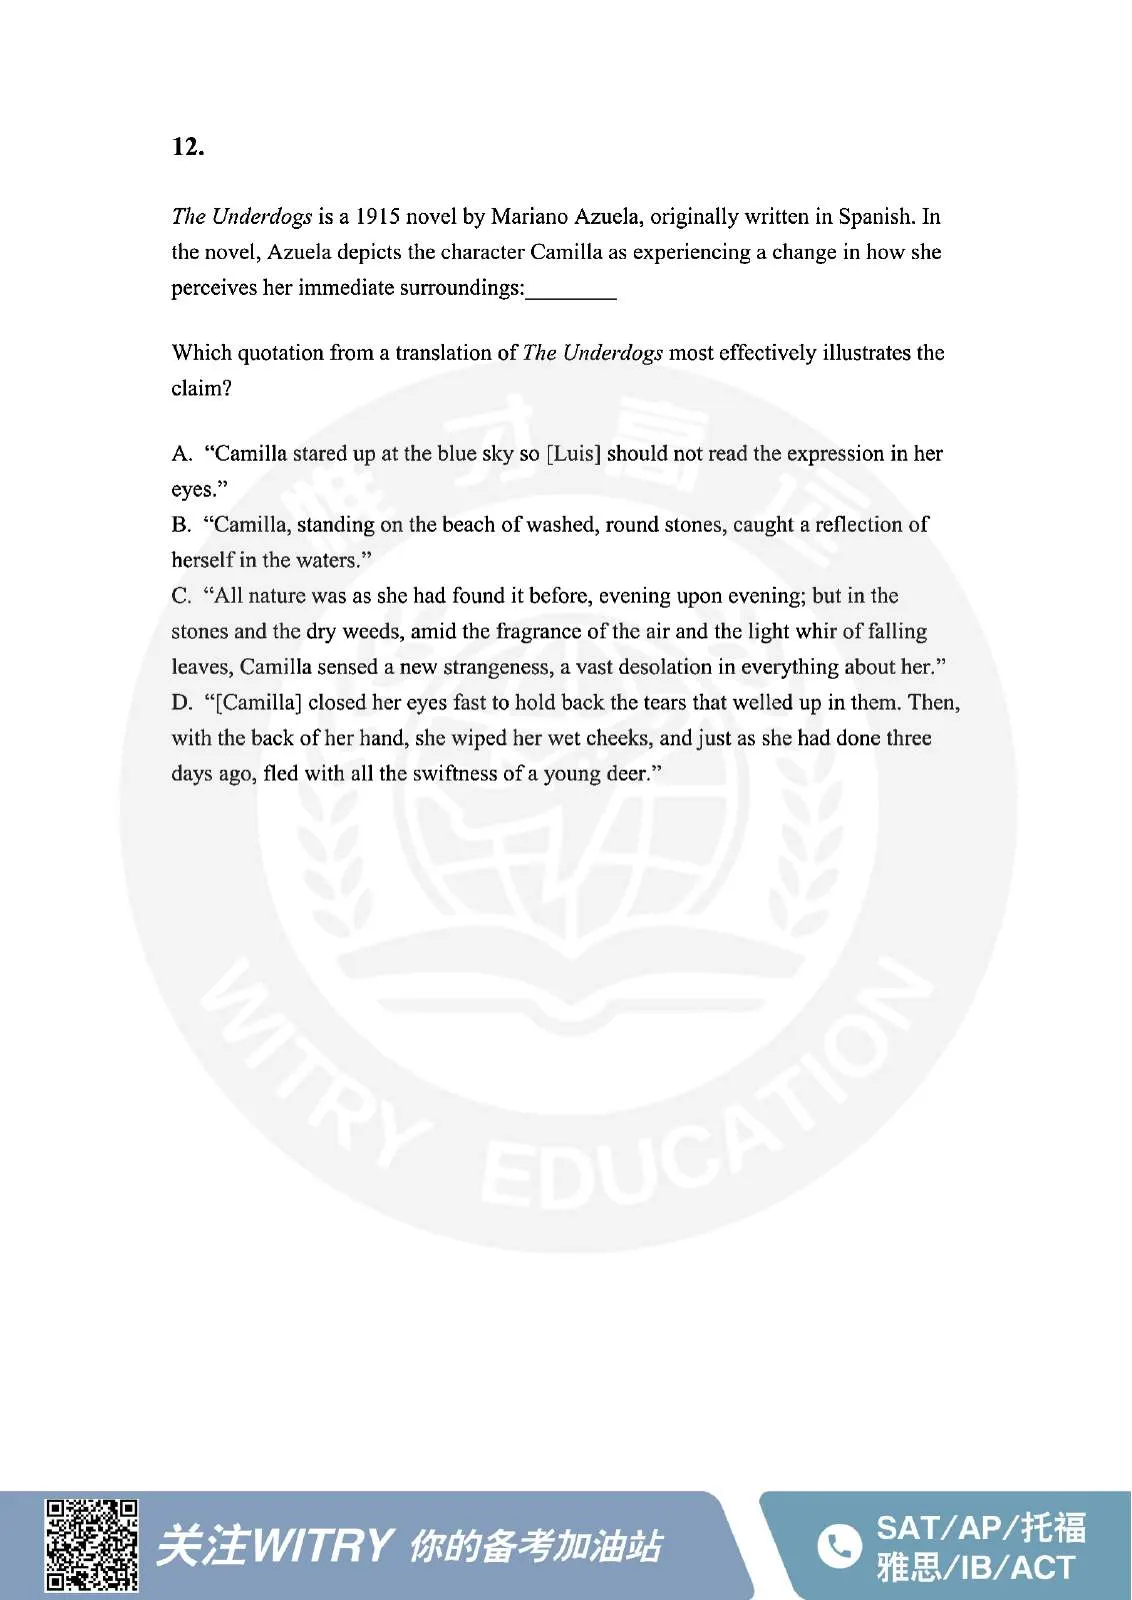 12.
The Underdogs is a 1915 novel by Mariano Azuela, originally written in Spanish. In
the novel, Azuela depicts the character Camilla as experiencing a change in how she
perceives her immediate surroundings:________
Which quotation from a translation of The Underdogs most effectively illustrates the
claim?
A. “Camilla stared up at the blue sky so [Luis] should not read the expression in her
eyes.”
B. “Camilla, standing on the beach of washed, round stones, caught a reflection of
herself in the waters.”
C. “All nature was as she had found it before, evening upon evening; but in the
stones and the dry weeds, amid the fragrance of the air and the light whir of falling
leaves, Camilla sensed a new strangeness, a vast desolation in everything about her.”
D. “[Camilla] closed her eyes fast to hold back the tears that welled up in them. Then,
with the back of her hand, she wiped her wet cheeks, and just as she had done three
days ago, fled with all the swiftness of a young deer.”
惟才高远
WITRY EDUCATION
关注WITRY 你的备考加油站
SAT/AP/托福
雅思/IB/ACT